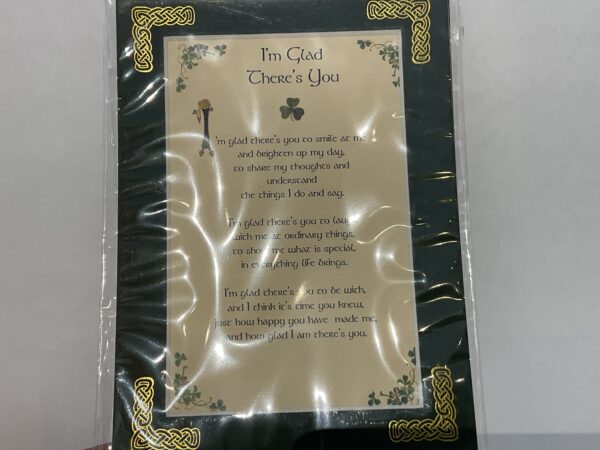 I'm Glad
There's You
I'm glad there's you to smile at me
and brighten up my day,
to share my thoughts and
understand
the things I do and say.
I'm glad there's you to laugh
with me at ordinary things,
to show me what is special,
in everything life brings.
I'm glad there's you to be with,
and I think it's time you knew,
just how happy you have made me,
and how glad I am there's you.